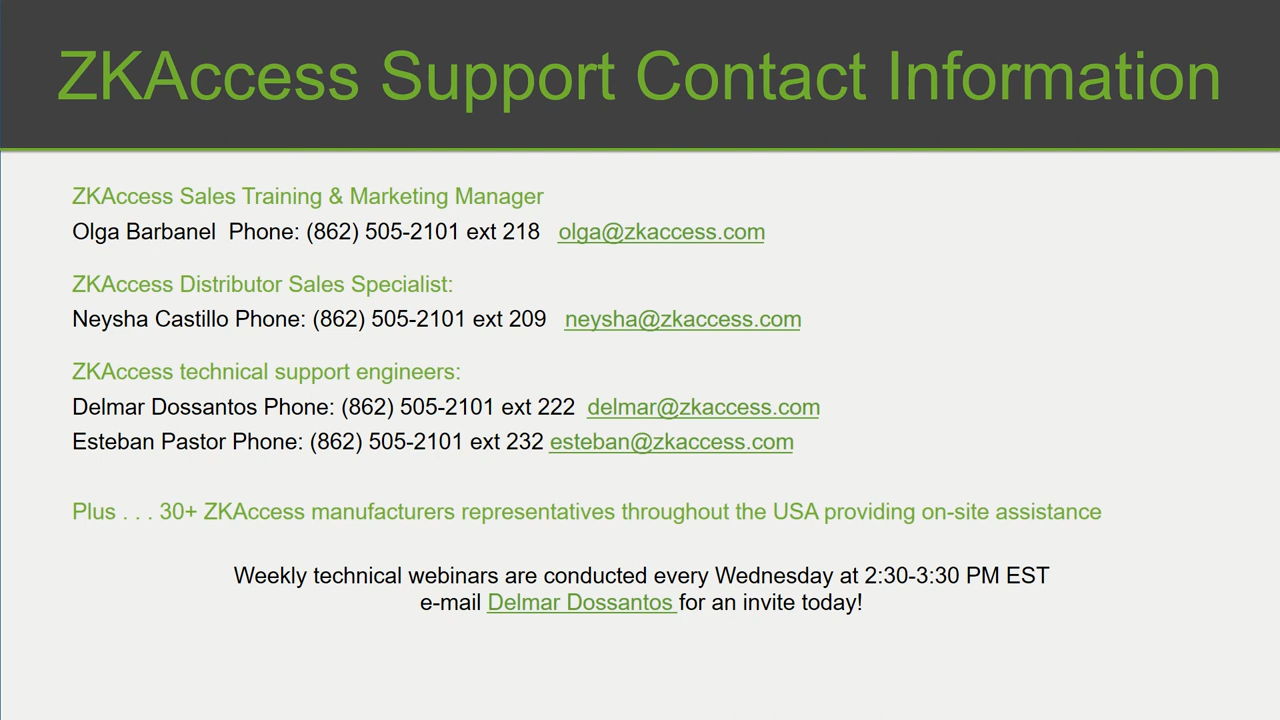 ZKAccess Support Contact Information
ZKAccess Sales Training & Marketing Manager
Olga Barbanel  Phone: (862) 505-2101 ext 218   olga@zkaccess.com
ZKAccess Distributor Sales Specialist:
Neysha Castillo Phone: (862) 505-2101 ext 209   neysha@zkaccess.com
ZKAccess technical support engineers:
Delmar Dossantos Phone: (862) 505-2101 ext 222  delmar@zkaccess.com
Esteban Pastor Phone: (862) 505-2101 ext 232 esteban@zkaccess.com
Plus . . . 30+ ZKAccess manufacturers representatives throughout the USA providing on-site assistance
Weekly technical webinars are conducted every Wednesday at 2:30-3:30 PM EST
e-mail Delmar Dossantos for an invite today!